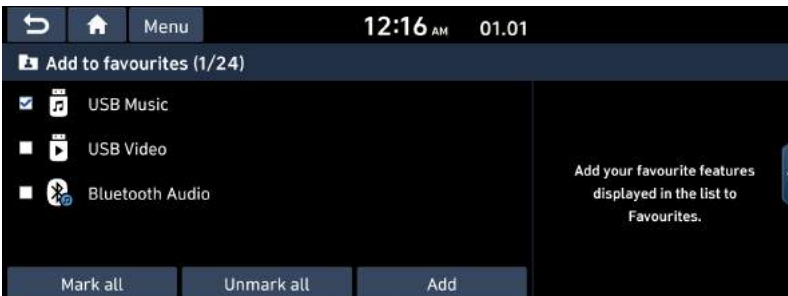 Menu 12:16 AM 01.01
Add to favourites (1/24)
USB Music
USB Video
Bluetooth Audio
Add your favourite features
displayed in the list to
Favourites.
Mark all Unmark all Add